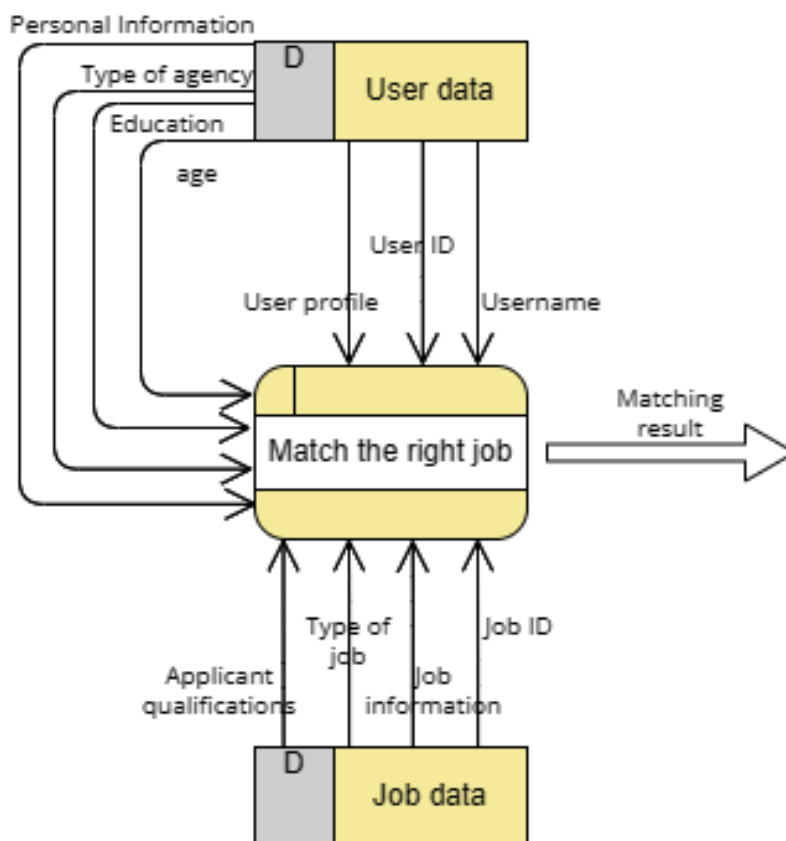 Personal Information
D
User data
Type of agency
Education
age
User ID
User profile
Username
Match the right job
Matching
result
Type of
job
Job ID
Applicant
qualifications
Job
information
D
Job data